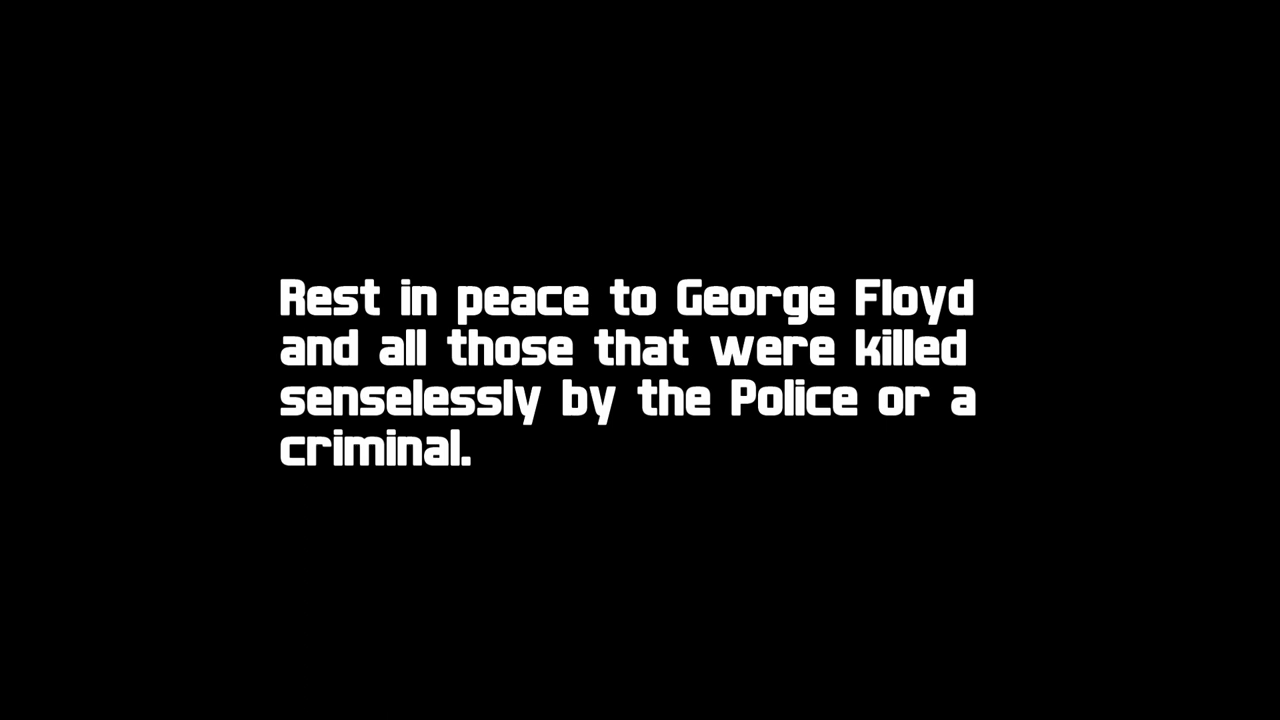 Rest in peace to George Floyd
and all those that were killed
senselessly by the Police or a
criminal.